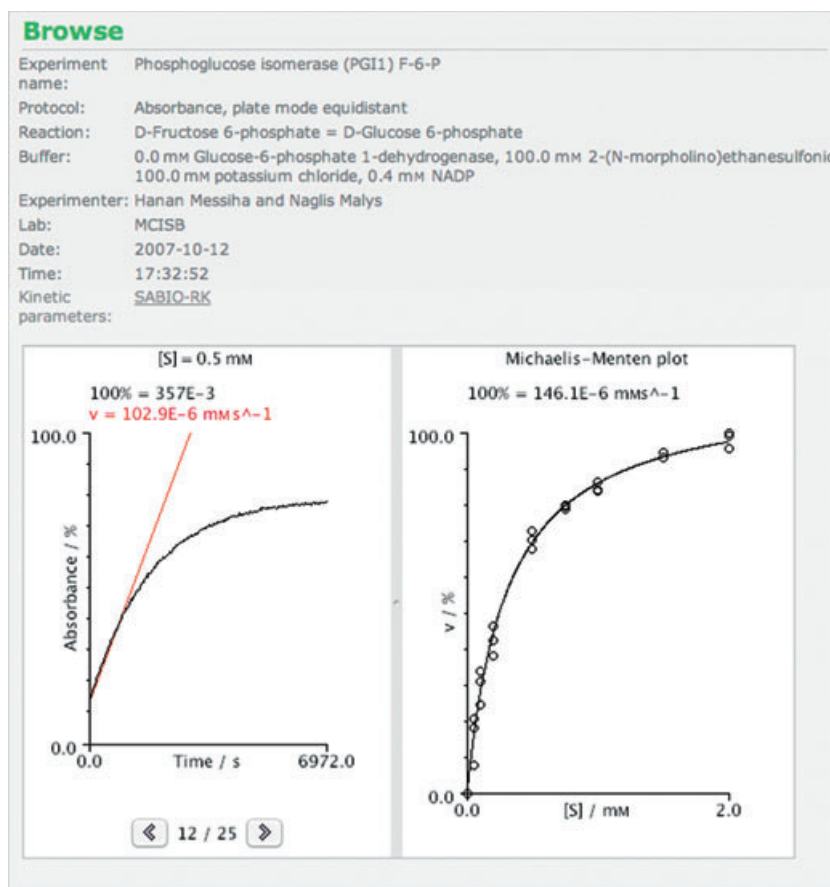 Browse
Experiment name: Phosphoglucose isomerase (PGI1) F-6-P
Protocol: Absorbance, plate mode equidistant
Reaction: D-Fructose 6-phosphate = D-Glucose 6-phosphate
Buffer: 0.0 mM Glucose-6-phosphate 1-dehydrogenase, 100.0 mM 2-(N-morpholino)ethanesulfonic
100.0 mM potassium chloride, 0.4 mM NADP
Experimenter: Hanan Messiha and Naglis Malys
Lab: MCISB
Date: 2007-10-12
Time: 17:32:52
Kinetic parameters: SABIO-RK
[S] = 0.5 mM
100% = 357E-3
v = 102.9E-6 mMs^-1
100.0
Absorbance / %
0.0
0.0 Time / s 6972.0
12 / 25
Michaelis-Menten plot
100% = 146.1E-6 mMs^-1
100.0
v / %
0.0
0.0 [S] / mM 2.0